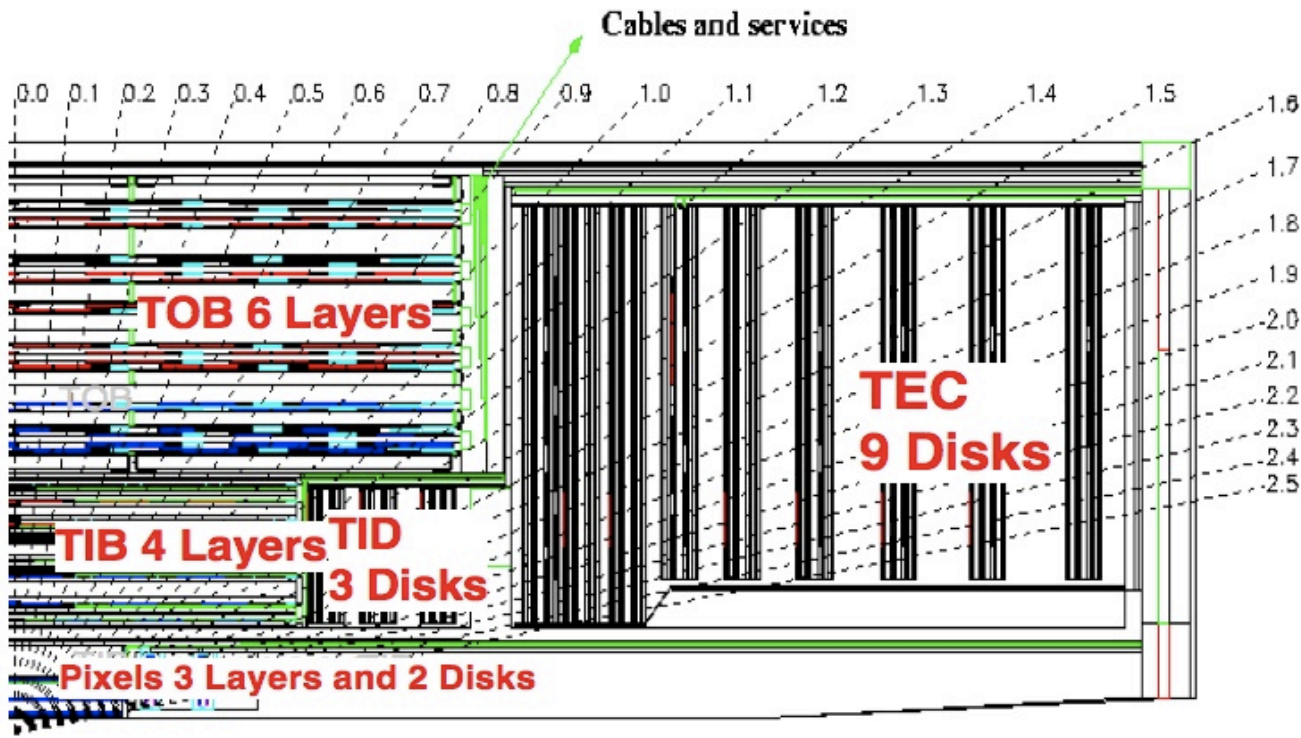 Cables and services
0.0 0.1 0.2 0.3 0.4 0.5 0.6 0.7 0.8 0.9 1.0 1.1 1.2 1.3 1.4 1.5
1.6
1.7
1.8
1.9
2.0
2.1
2.2
2.3
2.4
2.5
TOB 6 Layers
TOB
TEC
9 Disks
TIB 4 Layers
TID
3 Disks
Pixels 3 Layers and 2 Disks